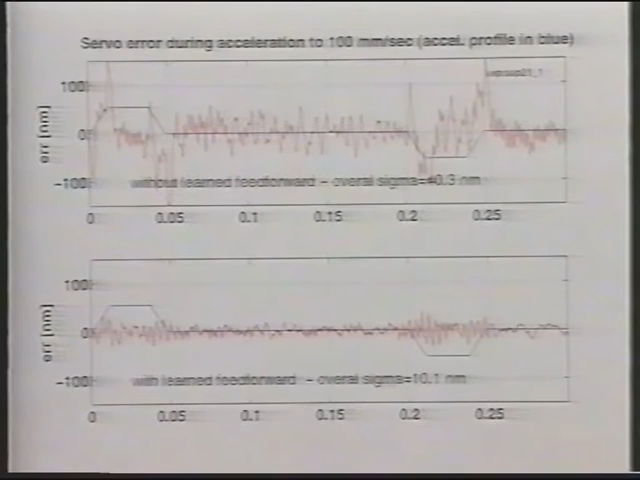 Servo error during acceleration to 100 mm/sec (accel. profile in blue)
100
0
-100
err [nm]
without learned feedforward - overal sigma=40.3 nm
0 0.05 0.1 0.15 0.2 0.25
100
0
-100
err [nm]
with learned feedforward - overal sigma=10.1 nm
0 0.05 0.1 0.15 0.2 0.25